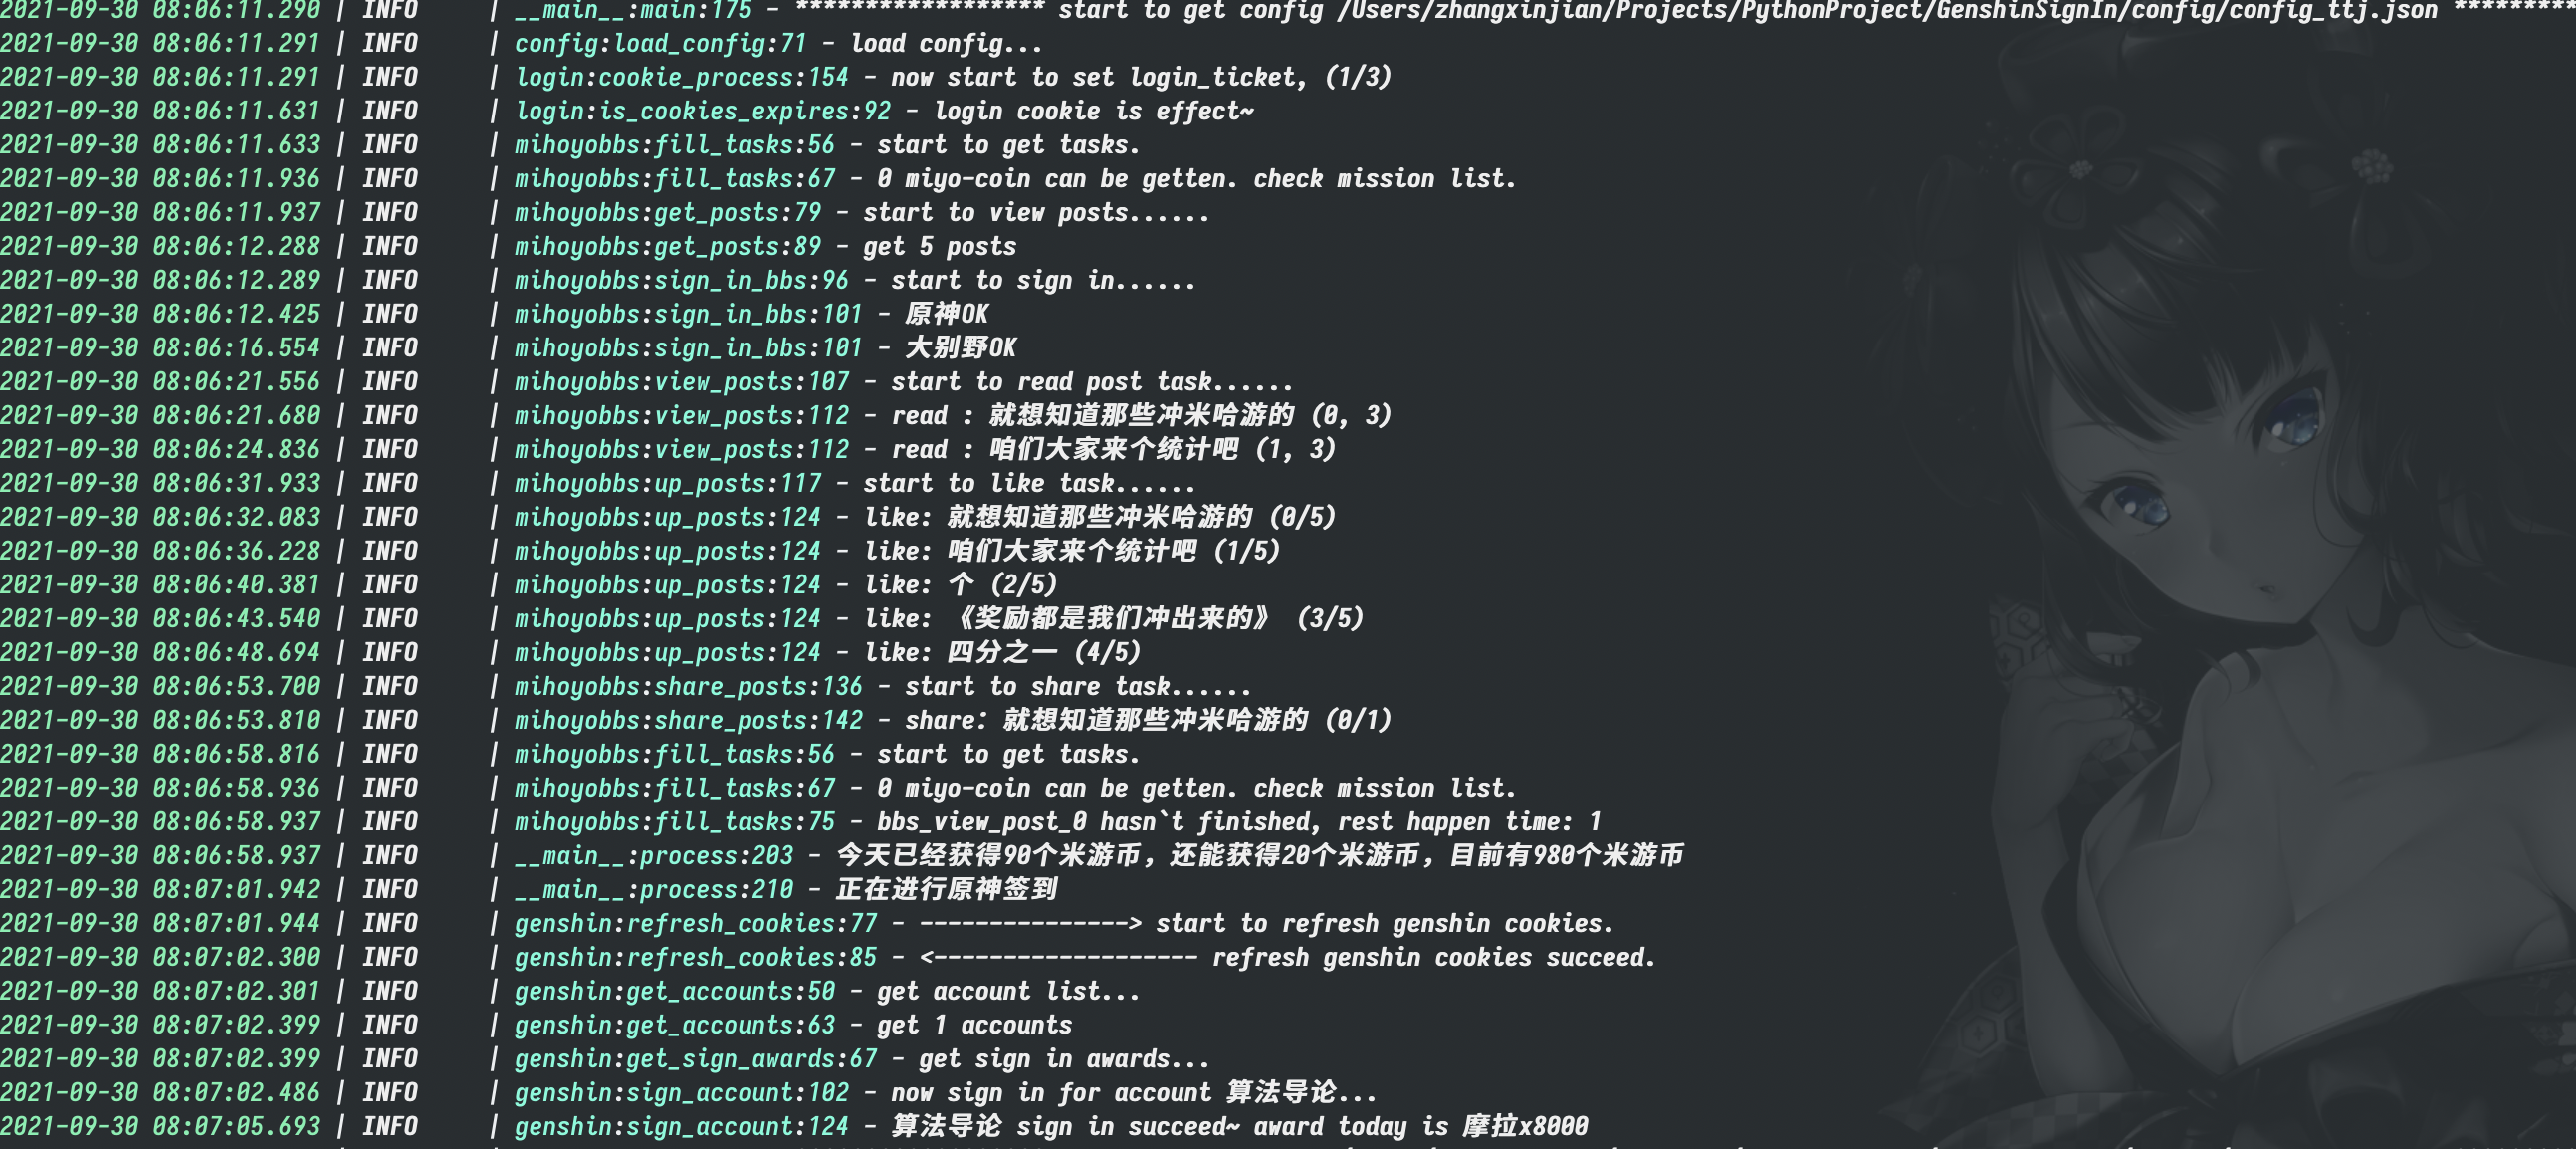 2021-09-30 08:06:11.290 | INFO     | __main__:main:175 - ****************** start to get config /Users/zhangxinjian/Projects/PythonProject/GenshinSignIn/config/config_ttj.json *********
2021-09-30 08:06:11.291 | INFO     | config:load_config:71 - load config...
2021-09-30 08:06:11.291 | INFO     | login:cookie_process:154 - now start to set login_ticket, (1/3)
2021-09-30 08:06:11.631 | INFO     | login:is_cookies_expires:92 - login cookie is effect~
2021-09-30 08:06:11.633 | INFO     | mihoyobbs:fill_tasks:56 - start to get tasks.
2021-09-30 08:06:11.936 | INFO     | mihoyobbs:fill_tasks:67 - 0 miyo-coin can be getten. check mission list.
2021-09-30 08:06:11.937 | INFO     | mihoyobbs:get_posts:79 - start to view posts......
2021-09-30 08:06:12.288 | INFO     | mihoyobbs:get_posts:89 - get 5 posts
2021-09-30 08:06:12.289 | INFO     | mihoyobbs:sign_in_bbs:96 - start to sign in......
2021-09-30 08:06:12.425 | INFO     | mihoyobbs:sign_in_bbs:101 - 原神OK
2021-09-30 08:06:16.554 | INFO     | mihoyobbs:sign_in_bbs:101 - 大别野OK
2021-09-30 08:06:21.556 | INFO     | mihoyobbs:view_posts:107 - start to read post task......
2021-09-30 08:06:21.680 | INFO     | mihoyobbs:view_posts:112 - read : 就想知道那些冲米哈游的 (0, 3)
2021-09-30 08:06:24.836 | INFO     | mihoyobbs:view_posts:112 - read : 咱们大家来个统计吧 (1, 3)
2021-09-30 08:06:31.933 | INFO     | mihoyobbs:up_posts:117 - start to like task......
2021-09-30 08:06:32.083 | INFO     | mihoyobbs:up_posts:124 - like: 就想知道那些冲米哈游的 (0/5)
2021-09-30 08:06:36.228 | INFO     | mihoyobbs:up_posts:124 - like: 咱们大家来个统计吧 (1/5)
2021-09-30 08:06:40.381 | INFO     | mihoyobbs:up_posts:124 - like: 个 (2/5)
2021-09-30 08:06:43.540 | INFO     | mihoyobbs:up_posts:124 - like: 《奖励都是我们冲出来的》 (3/5)
2021-09-30 08:06:48.694 | INFO     | mihoyobbs:up_posts:124 - like: 四分之一 (4/5)
2021-09-30 08:06:53.700 | INFO     | mihoyobbs:share_posts:136 - start to share task......
2021-09-30 08:06:53.810 | INFO     | mihoyobbs:share_posts:142 - share: 就想知道那些冲米哈游的 (0/1)
2021-09-30 08:06:58.816 | INFO     | mihoyobbs:fill_tasks:56 - start to get tasks.
2021-09-30 08:06:58.936 | INFO     | mihoyobbs:fill_tasks:67 - 0 miyo-coin can be getten. check mission list.
2021-09-30 08:06:58.937 | INFO     | mihoyobbs:fill_tasks:75 - bbs_view_post_0 hasn`t finished, rest happen time: 1
2021-09-30 08:06:58.937 | INFO     | __main__:process:203 - 今天已经获得90个米游币，还能获得20个米游币，目前有980个米游币
2021-09-30 08:07:01.942 | INFO     | __main__:process:210 - 正在进行原神签到
2021-09-30 08:07:01.944 | INFO     | genshin:refresh_cookies:77 - ---------------> start to refresh genshin cookies.
2021-09-30 08:07:02.300 | INFO     | genshin:refresh_cookies:85 - <------------------- refresh genshin cookies succeed.
2021-09-30 08:07:02.301 | INFO     | genshin:get_accounts:50 - get account list...
2021-09-30 08:07:02.399 | INFO     | genshin:get_accounts:63 - get 1 accounts
2021-09-30 08:07:02.399 | INFO     | genshin:get_sign_awards:67 - get sign in awards...
2021-09-30 08:07:02.486 | INFO     | genshin:sign_account:102 - now sign in for account 算法导论...
2021-09-30 08:07:05.693 | INFO     | genshin:sign_account:124 - 算法导论 sign in succeed~ award today is 摩拉x8000